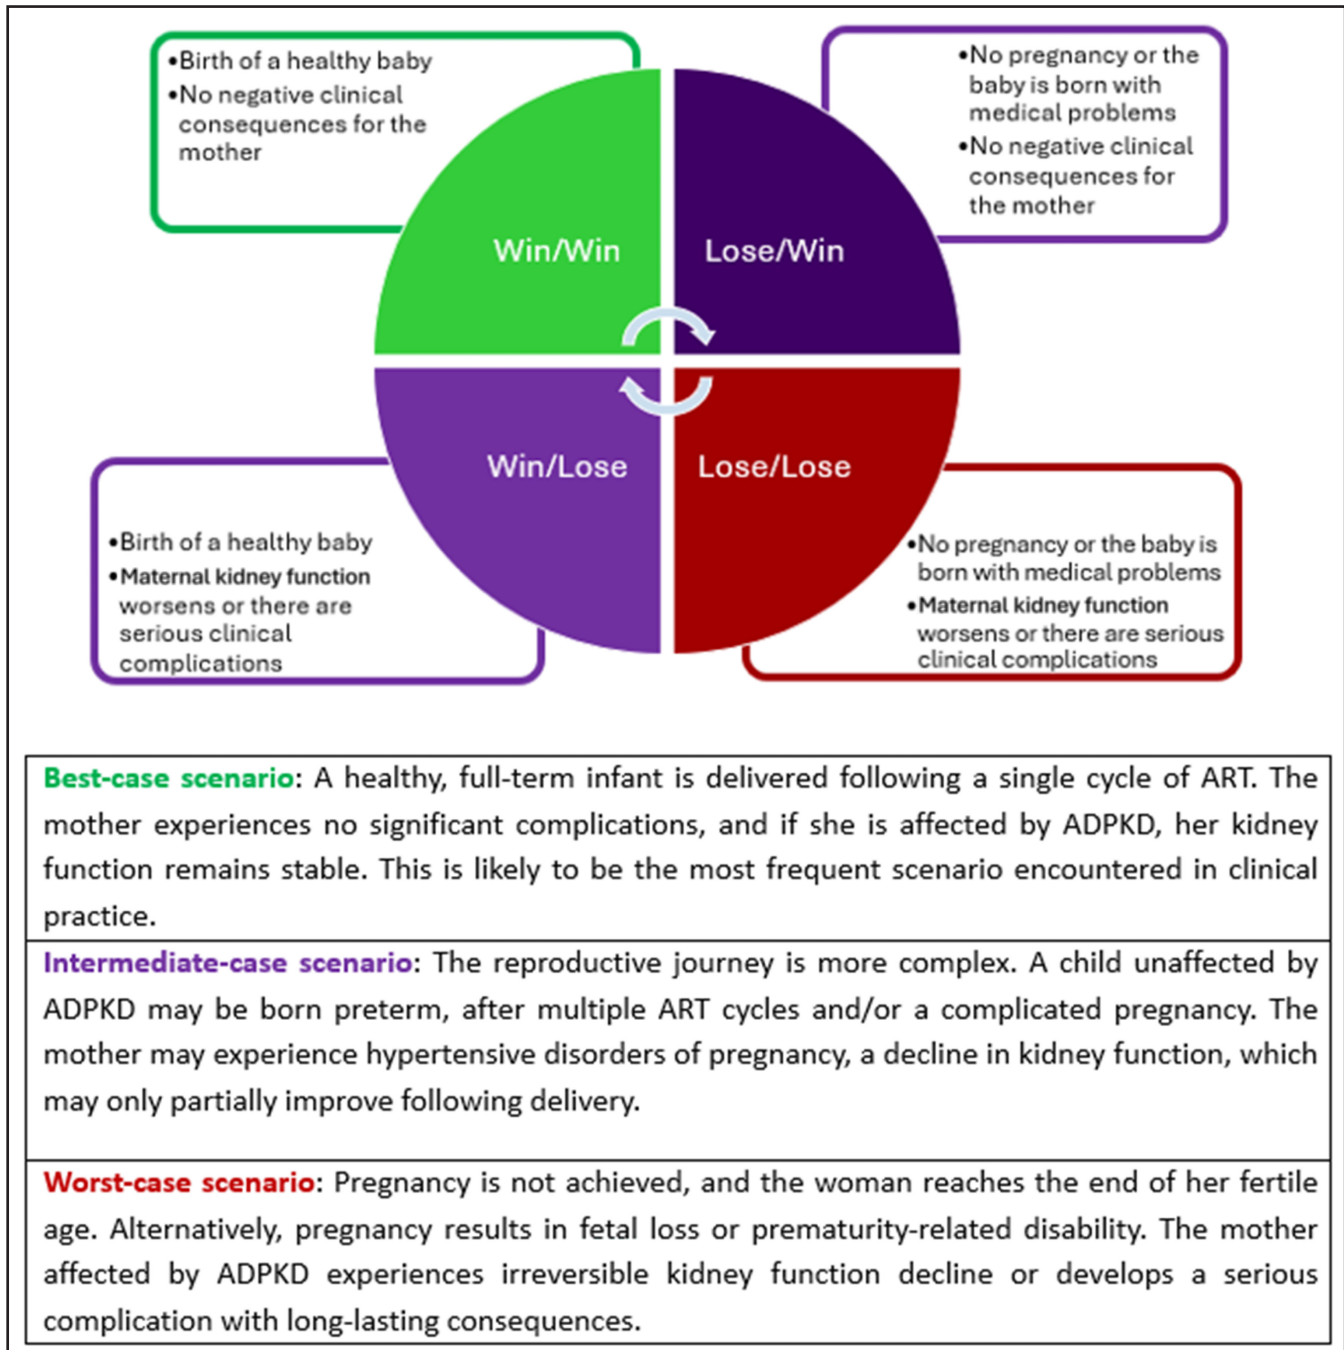 •Birth of a healthy baby
•No negative clinical
consequences for the
mother
•No pregnancy or the
baby is born with
medical problems
•No negative clinical
consequences for
the mother
Win/Win
Lose/Win
Win/Lose
Lose/Lose
•Birth of a healthy baby
•Maternal kidney function
worsens or there are
serious clinical
complications
•No pregnancy or the baby is
born with medical problems
•Maternal kidney function
worsens or there are serious
clinical complications
Best-case scenario: A healthy, full-term infant is delivered following a single cycle of ART. The
mother experiences no significant complications, and if she is affected by ADPKD, her kidney
function remains stable. This is likely to be the most frequent scenario encountered in clinical
practice.
Intermediate-case scenario: The reproductive journey is more complex. A child unaffected by
ADPKD may be born preterm, after multiple ART cycles and/or a complicated pregnancy. The
mother may experience hypertensive disorders of pregnancy, a decline in kidney function, which
may only partially improve following delivery.
Worst-case scenario: Pregnancy is not achieved, and the woman reaches the end of her fertile
age. Alternatively, pregnancy results in fetal loss or prematurity-related disability. The mother
affected by ADPKD experiences irreversible kidney function decline or develops a serious
complication with long-lasting consequences.